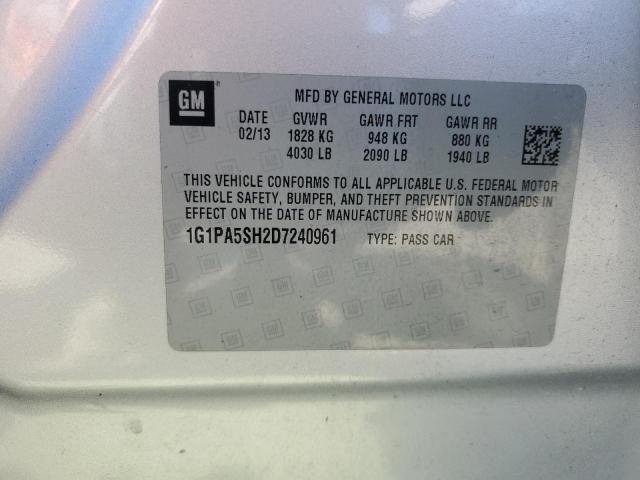 GM
MFD BY GENERAL MOTORS LLC
DATE GVWR GAWR FRT GAWR RR
02/13 1828 KG 948 KG 880 KG
4030 LB 2090 LB 1940 LB
THIS VEHICLE CONFORMS TO ALL APPLICABLE U.S. FEDERAL MOTOR
VEHICLE SAFETY, BUMPER, AND THEFT PREVENTION STANDARDS IN
EFFECT ON THE DATE OF MANUFACTURE SHOWN ABOVE.
1G1PA5SH2D7240961 TYPE: PASS CAR